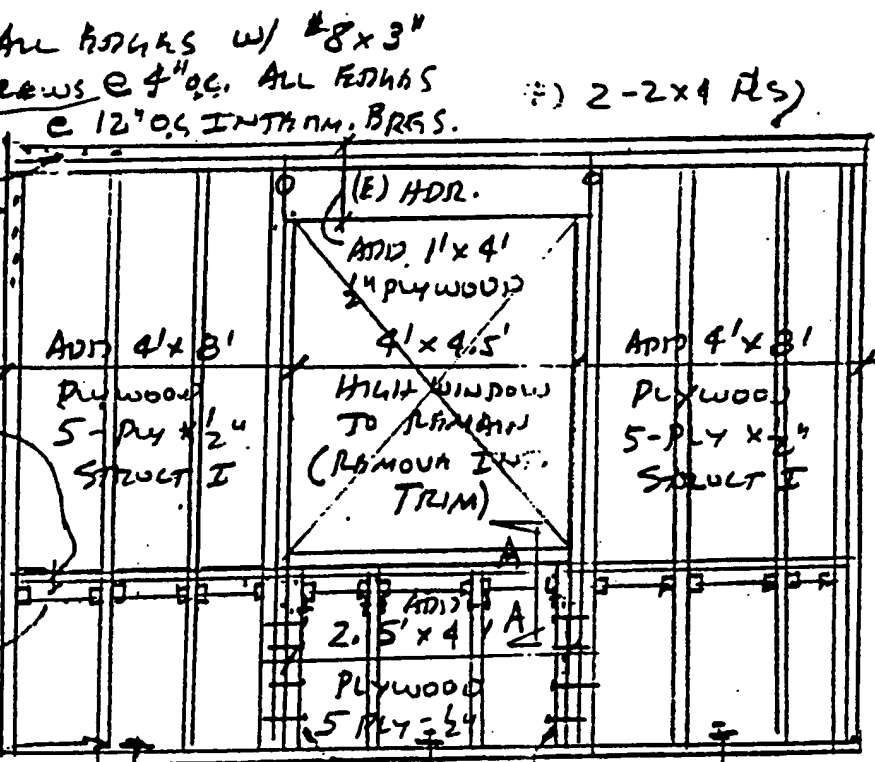 ALL EDGES W/ #8 x 3"
@ 4" O.C. ALL EDGES
@ 12" O.C. INTERM. BRGS.
2-2x4 PLS)
(E) HDR.
ADD 1' x 4'
½" PLYWOOD
ADD 4' x 8'
PLYWOOD
5-PLY x ½"
STRUCT I
4' x 4.5'
HIGH WINDOW
TO REMAIN
(REMOVE INT.
TRIM)
ADD 4' x 8'
PLYWOOD
5-PLY x ½"
STRUCT I
A
A
ADD
2.5' x 4'
PLYWOOD
5 PLY - ½"